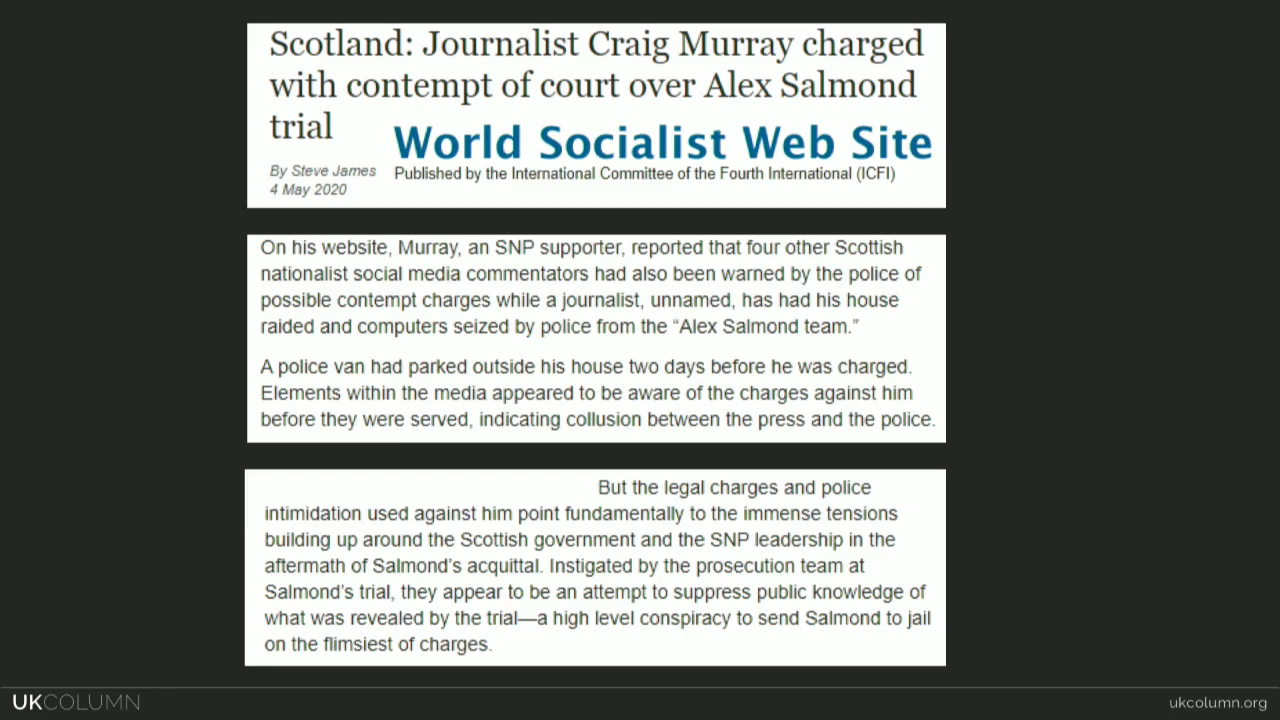 Scotland: Journalist Craig Murray charged
with contempt of court over Alex Salmond
trial
World Socialist Web Site
By Steve James
Published by the International Committee of the Fourth International (ICFI)
4 May 2020
On his website, Murray, an SNP supporter, reported that four other Scottish
nationalist social media commentators had also been warned by the police of
possible contempt charges while a journalist, unnamed, has had his house
raided and computers seized by police from the “Alex Salmond team.”
A police van had parked outside his house two days before he was charged.
Elements within the media appeared to be aware of the charges against him
before they were served, indicating collusion between the press and the police.
But the legal charges and police
intimidation used against him point fundamentally to the immense tensions
building up around the Scottish government and the SNP leadership in the
aftermath of Salmond’s acquittal. Instigated by the prosecution team at
Salmond’s trial, they appear to be an attempt to suppress public knowledge of
what was revealed by the trial—a high level conspiracy to send Salmond to jail
on the flimsiest of charges.
UKCOLUMN
ukcolumn.org